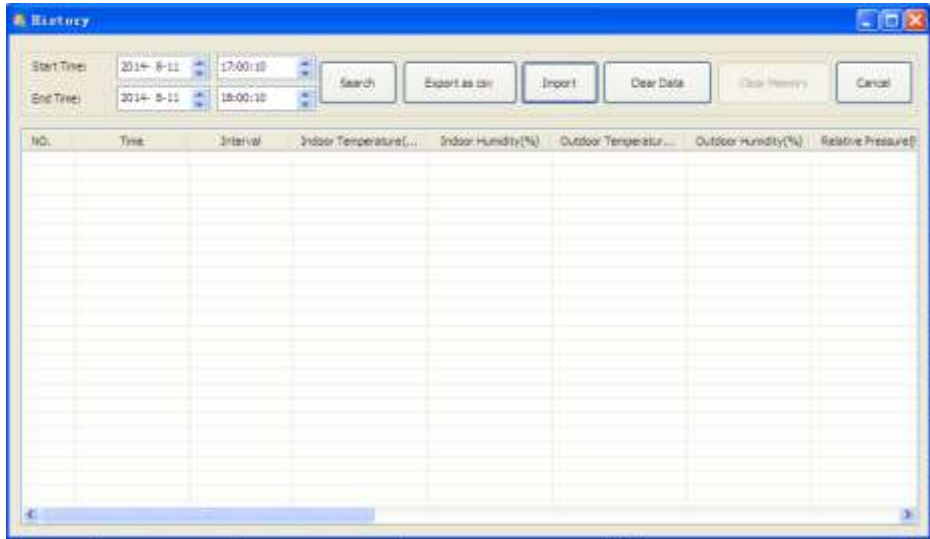 History
Start Time: 2014- 8-11 17:00:10
End Time: 2014- 8-11 18:00:10
Search Export as csv Import Clear Data Clear Memory Cancel
NO. Time Interval Indoor Temperature(... Indoor Humidity(%) Outdoor Temperatur... Outdoor Humidity(%) Relative Pressure(